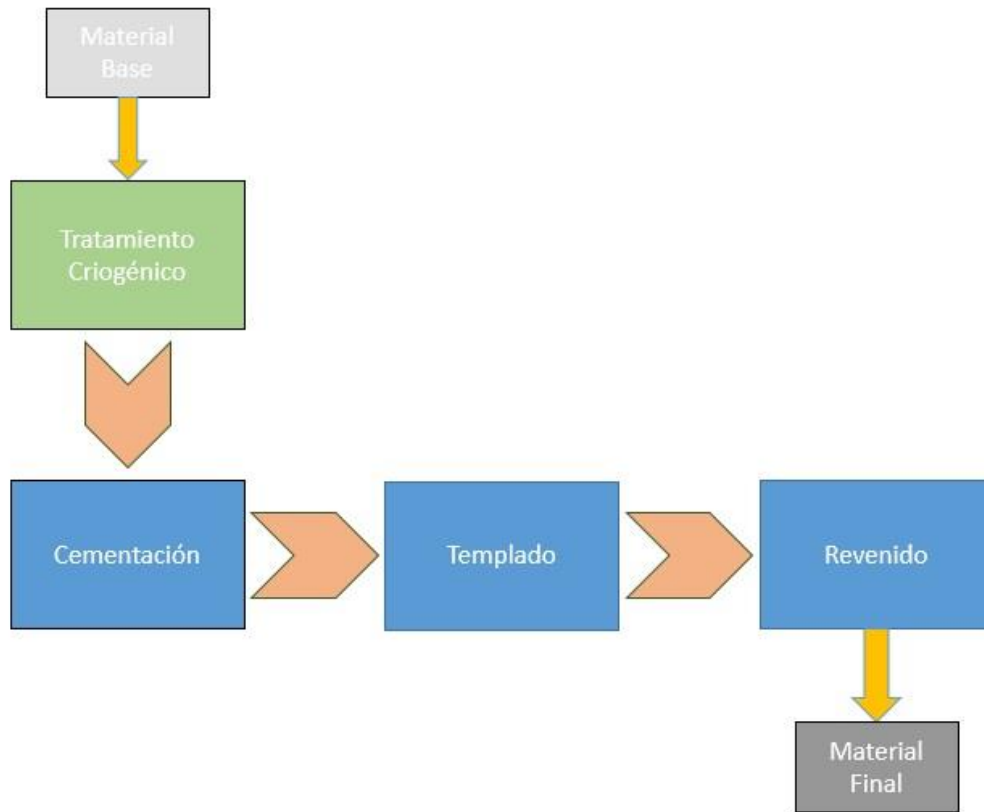 Material
Base
Tratamiento
Criogénico
Cementación
Templado
Revenido
Material
Final